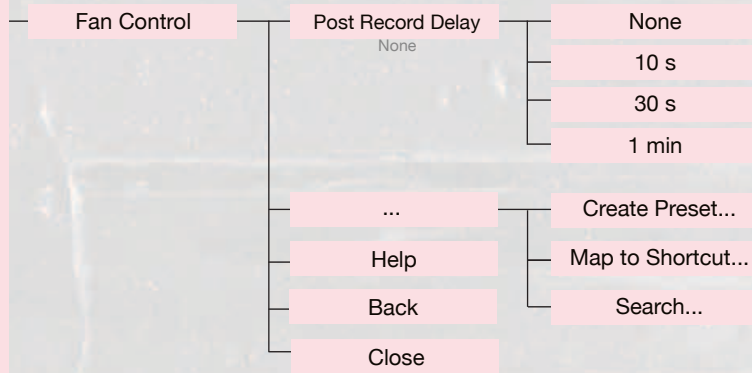 Fan Control
Post Record Delay
None
None
10 s
30 s
1 min
...
Create Preset...
Help
Map to Shortcut...
Back
Search...
Close